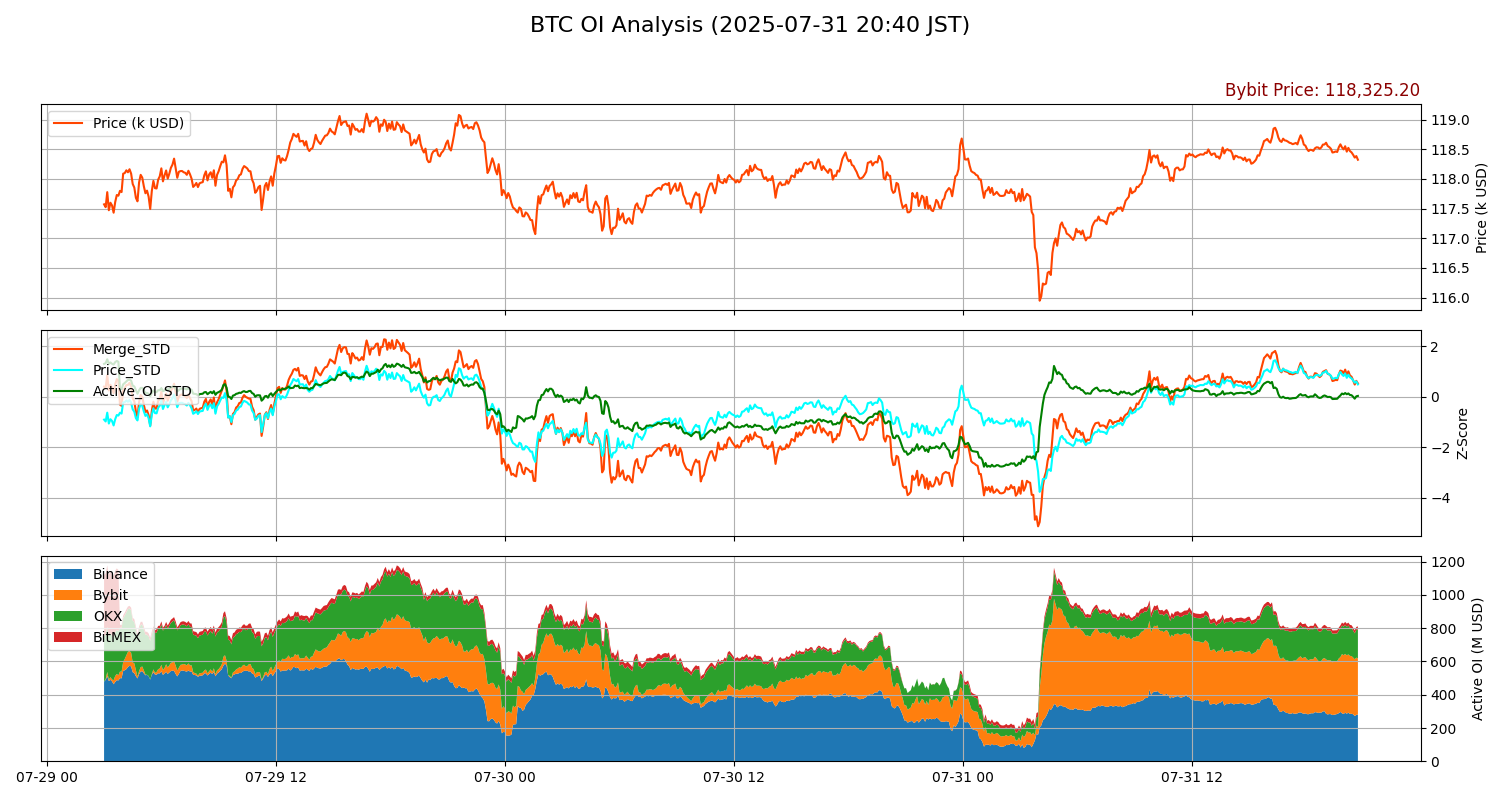 BTC OI Analysis (2025-07-31 20:40 JST)
Bybit Price: 118,325.20
Price (k USD)
119.0
118.5
118.0
117.5
117.0
116.5
116.0
Price (k USD)
Merge_STD
Price_STD
Active_OI_STD
2
0
−2
−4
Z-Score
Binance
Bybit
OKX
BitMEX
1200
1000
800
600
400
200
0
Active OI (M USD)
07-29 00
07-29 12
07-30 00
07-30 12
07-31 00
07-31 12